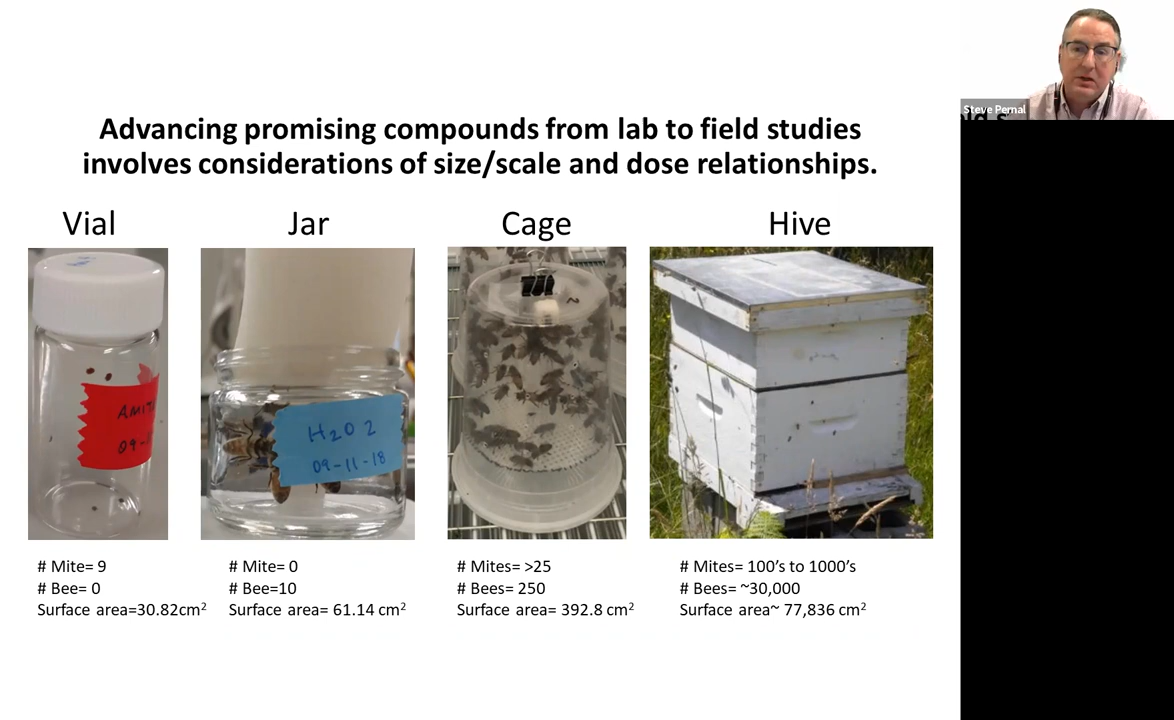 Steve Pernal
Advancing promising compounds from lab to field studies
involves considerations of size/scale and dose relationships.
Vial
Jar
Cage
Hive
09-
H2O2
09-11-18
# Mite= 9
# Bee= 0
Surface area=30.82cm²
# Mite= 0
# Bee=10
Surface area= 61.14 cm²
# Mites= >25
# Bees= 250
Surface area= 392.8 cm²
# Mites= 100's to 1000's
# Bees= ~30,000
Surface area~ 77,836 cm²